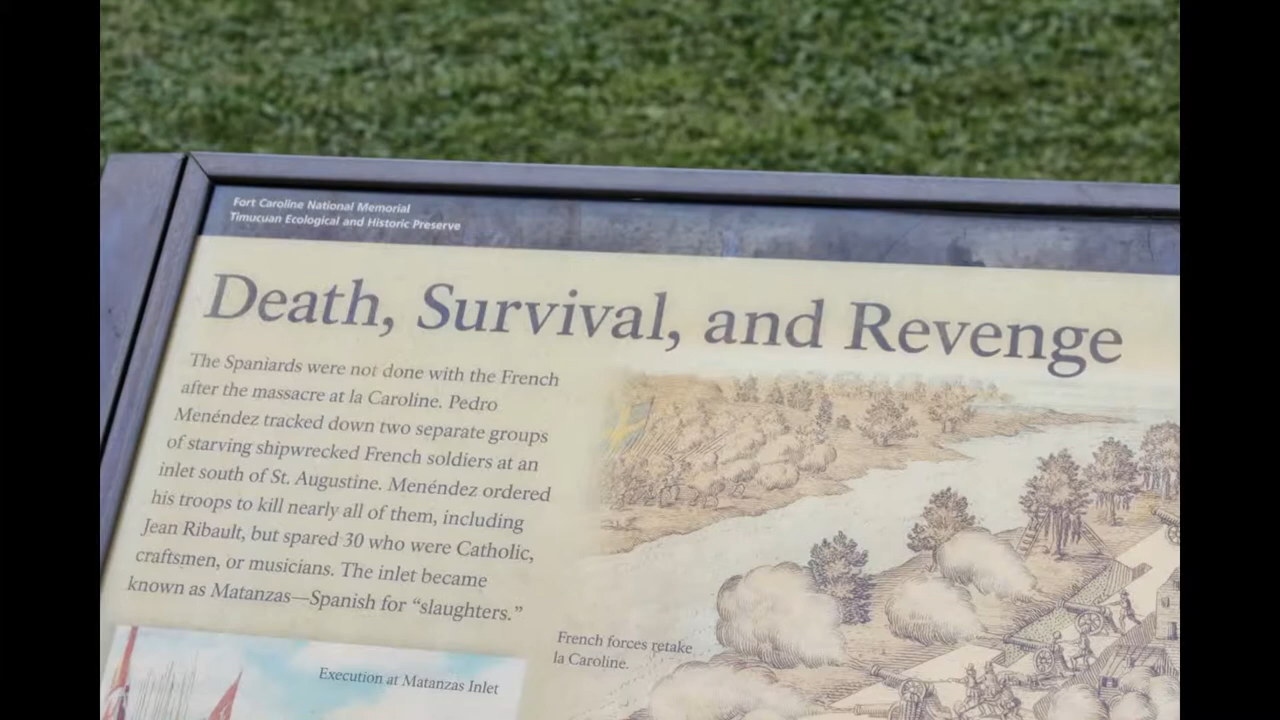 Fort Caroline National Memorial
Timucuan Ecological and Historic Preserve
Death, Survival, and Revenge
The Spaniards were not done with the French
after the massacre at la Caroline. Pedro
Menéndez tracked down two separate groups
of starving shipwrecked French soldiers at an
inlet south of St. Augustine. Menéndez ordered
his troops to kill nearly all of them, including
Jean Ribault, but spared 30 who were Catholic,
craftsmen, or musicians. The inlet became
known as Matanzas—Spanish for “slaughters.”
French forces retake
la Caroline.
Execution at Matanzas Inlet